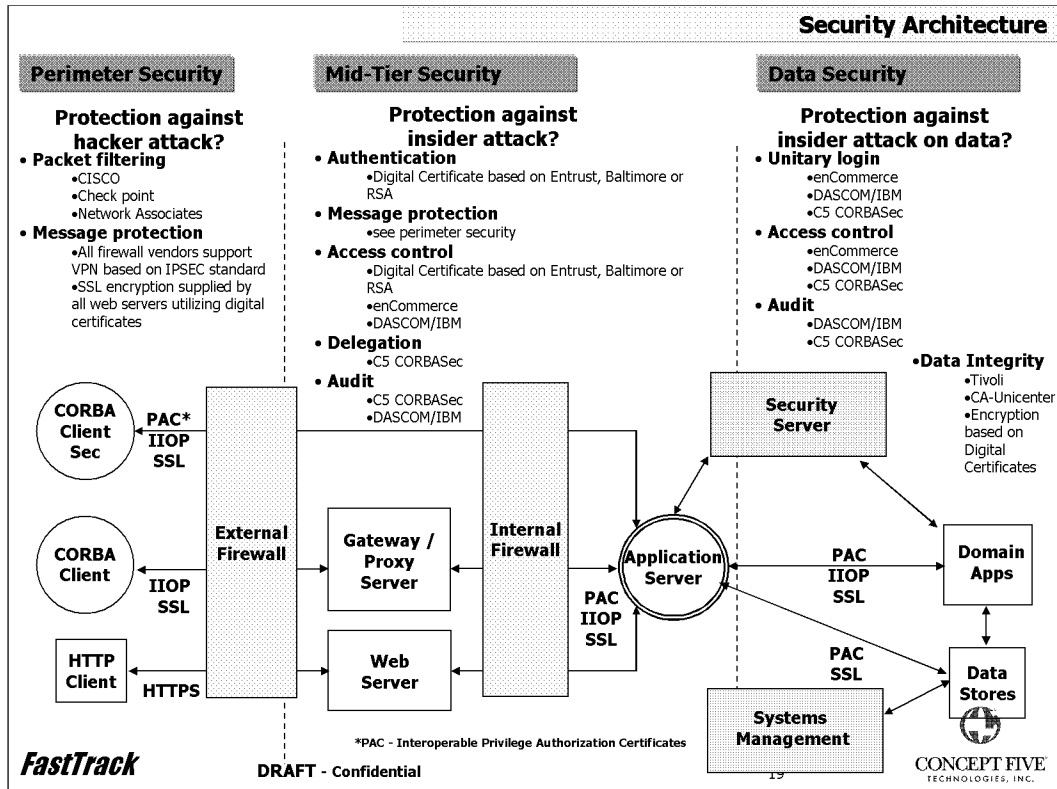 Security Architecture
Perimeter Security
Protection against
hacker attack?
• Packet filtering
•CISCO
•Check point
•Network Associates
• Message protection
•All firewall vendors support
VPN based on IPSEC standard
•SSL encryption supplied by
all web servers utilizing digital
certificates
Mid-Tier Security
Protection against
insider attack?
• Authentication
•Digital Certificate based on Entrust, Baltimore or
RSA
• Message protection
•see perimeter security
• Access control
•Digital Certificate based on Entrust, Baltimore or
RSA
•enCommerce
•DASCOM/IBM
• Delegation
•C5 CORBASec
• Audit
•C5 CORBASec
•DASCOM/IBM
Data Security
Protection against
insider attack on data?
• Unitary login
•enCommerce
•DASCOM/IBM
•C5 CORBASec
• Access control
•enCommerce
•DASCOM/IBM
•C5 CORBASec
• Audit
•DASCOM/IBM
•C5 CORBASec
•Data Integrity
•Tivoli
•CA-Unicenter
•Encryption
based on
Digital
Certificates
CORBA
Client
Sec
PAC*
IIOP
SSL
CORBA
Client
IIOP
SSL
HTTP
Client
HTTPS
External
Firewall
Gateway /
Proxy
Server
Web
Server
Internal
Firewall
PAC
IIOP
SSL
Application
Server
Security
Server
PAC
IIOP
SSL
Domain
Apps
PAC
SSL
Data
Stores
Systems
Management
*PAC - Interoperable Privilege Authorization Certificates
FastTrack
DRAFT - Confidential
19
CONCEPT FIVE
TECHNOLOGIES, INC.